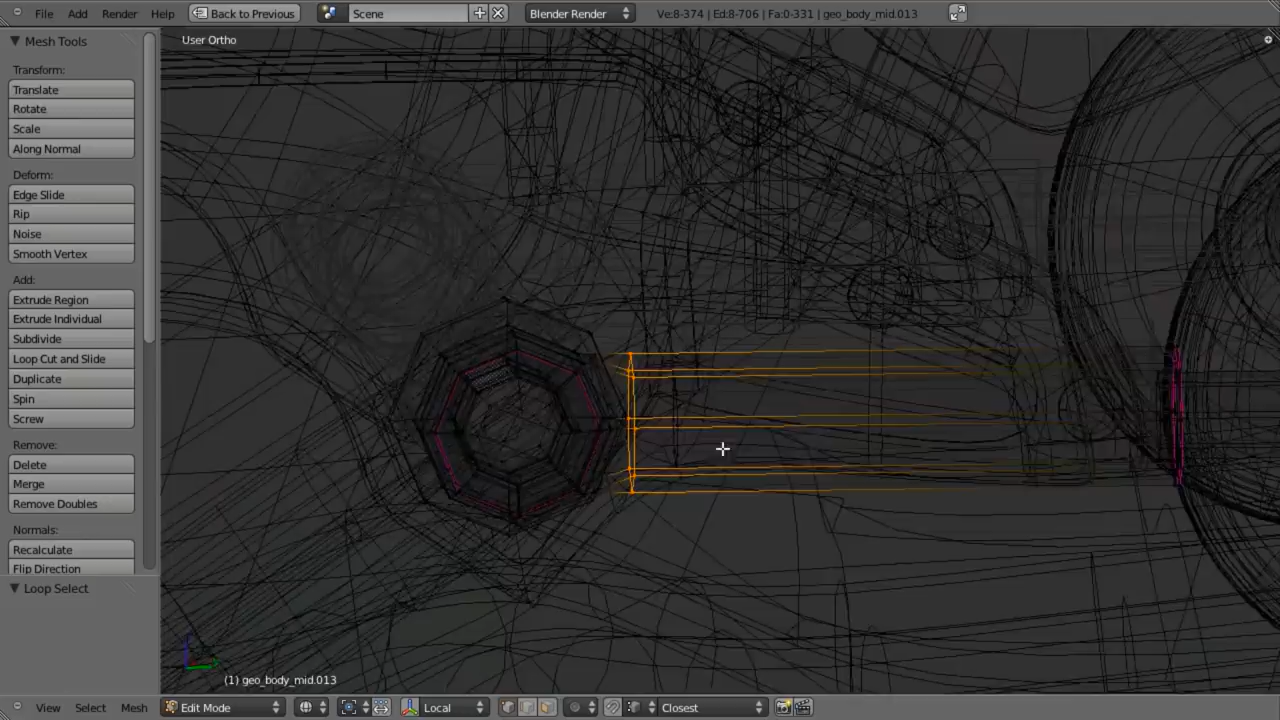 File Add Render Help Back to Previous Scene Blender Render Ve:8-374 | Ed:8-706 | Fa:0-331 | geo_body_mid.013
Mesh Tools
User Ortho
Transform:
Translate
Rotate
Scale
Along Normal
Deform:
Edge Slide
Rip
Noise
Smooth Vertex
Add:
Extrude Region
Extrude Individual
Subdivide
Loop Cut and Slide
Duplicate
Spin
Screw
Remove:
Delete
Merge
Remove Doubles
Normals:
Recalculate
Flip Direction
Loop Select
(1) geo_body_mid.013
View Select Mesh Edit Mode Local Closest